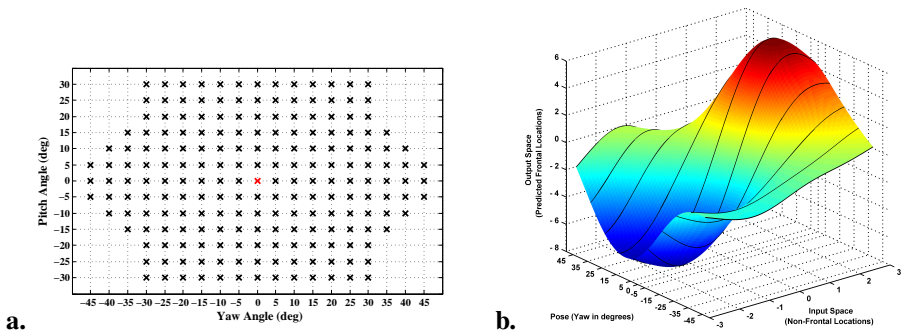 30
25
20
15
10
5
0
−5
−10
−15
−20
−25
−30
Pitch Angle (deg)
−45 −40 −35 −30 −25 −20 −15 −10 −5 0 5 10 15 20 25 30 35 40 45
Yaw Angle (deg)
a.
6
4
2
0
- 2
- 4
- 6
- 8
Output Space
(Predicted Frontal Locations)
45 35 25 15 5 0 -5 -15 -25 -35 -45
Pose (Yaw in degrees)
-3 -2 -1 0 1 2 3
Input Space
(Non-Frontal Locations)
b.